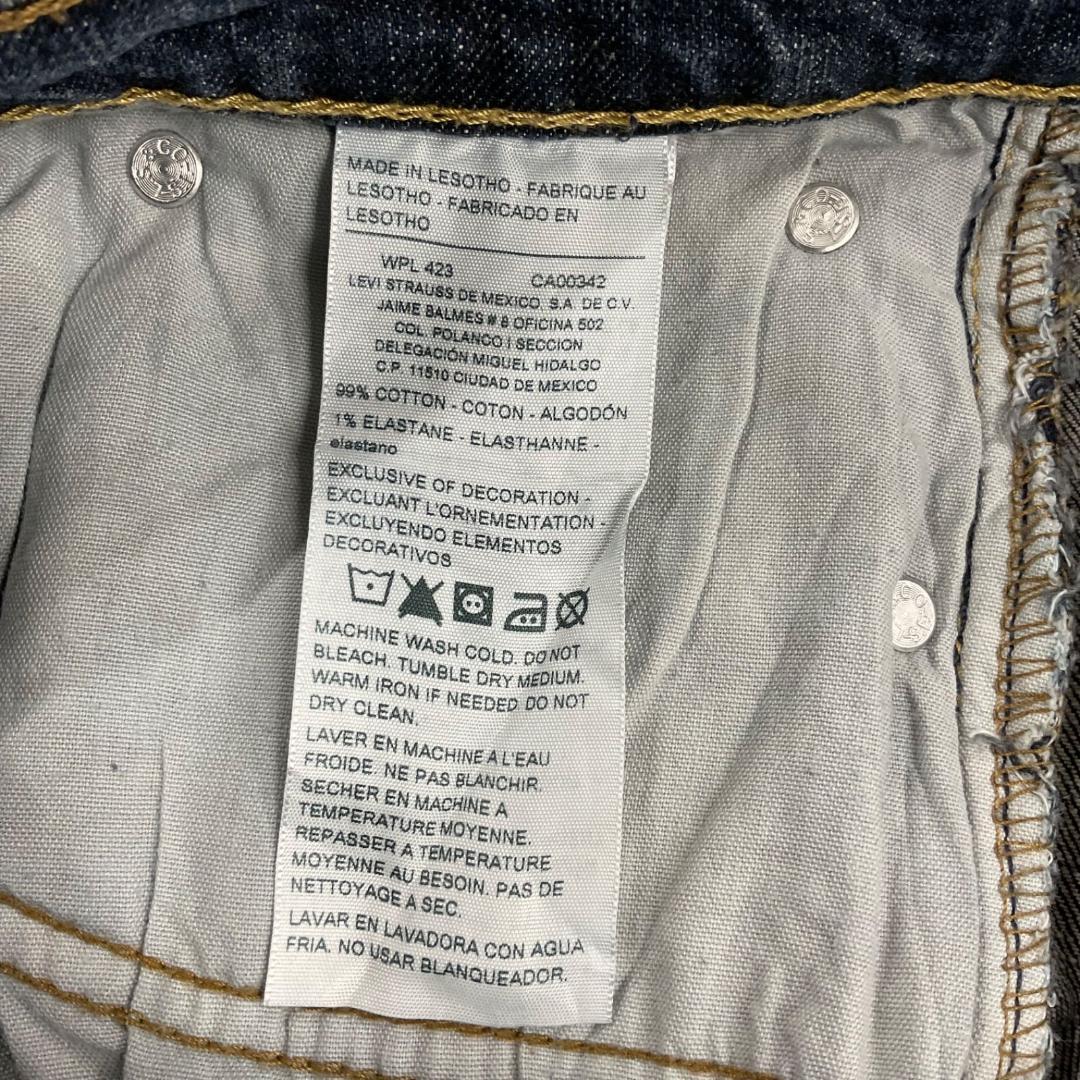 MADE IN LESOTHO - FABRIQUE AU
LESOTHO - FABRICADO EN
LESOTHO
WPL 423 CA00342
LEVI STRAUSS DE MEXICO S.A. DE C.V.
JAIME BALMES # 8 OFICINA 502
COL. POLANCO I SECCION
DELEGACIÓN MIGUEL HIDALGO
C.P. 11510 CIUDAD DE MEXICO
99% COTTON - COTON - ALGODÓN
1% ELASTANE - ELASTHANNE -
elastano
EXCLUSIVE OF DECORATION -
EXCLUANT L'ORNEMENTATION -
EXCLUYENDO ELEMENTOS
DECORATIVOS
MACHINE WASH COLD. DO NOT
BLEACH. TUMBLE DRY MEDIUM.
WARM IRON IF NEEDED DO NOT
DRY CLEAN.
LAVER EN MACHINE A L'EAU
FROIDE. NE PAS BLANCHIR.
SECHER EN MACHINE A
TEMPERATURE MOYENNE.
REPASSER A TEMPERATURE
MOYENNE AU BESOIN. PAS DE
NETTOYAGE A SEC.
LAVAR EN LAVADORA CON AGUA
FRIA. NO USAR BLANQUEADOR.